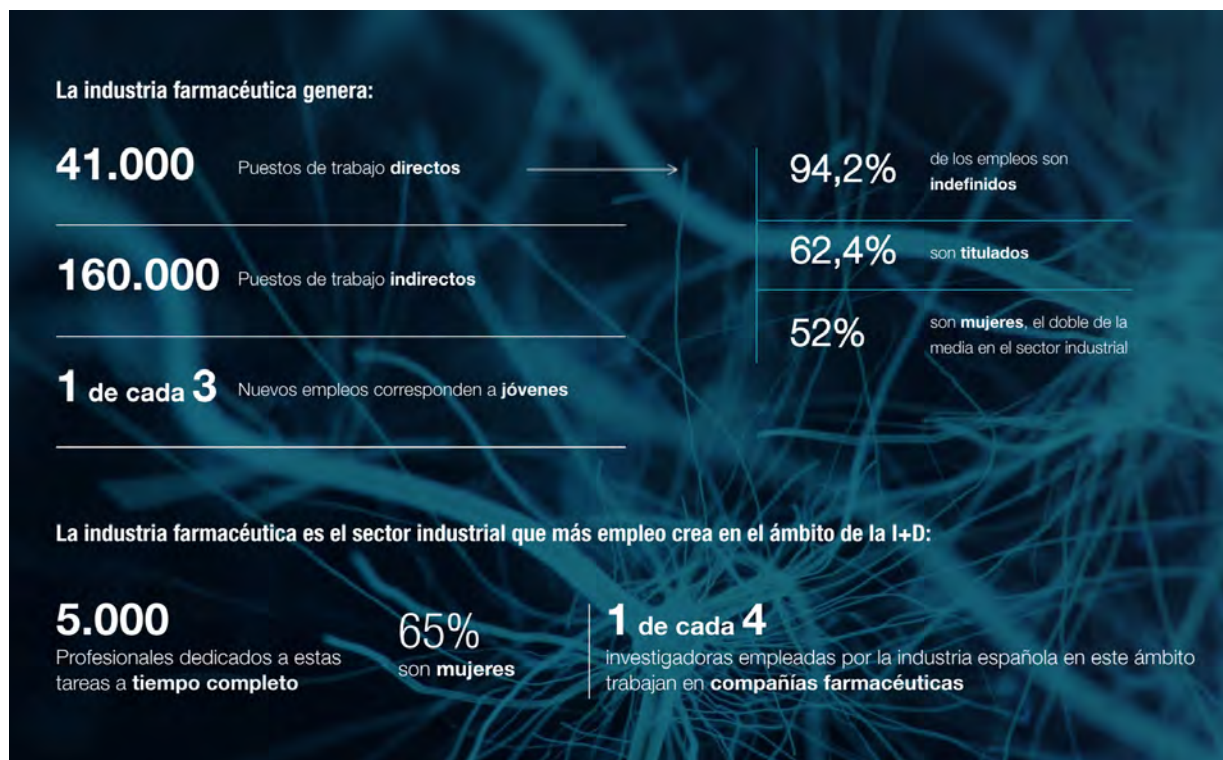 La industria farmacéutica genera:
41.000 Puestos de trabajo directos
160.000 Puestos de trabajo indirectos
1 de cada 3 Nuevos empleos corresponden a jóvenes
94,2% de los empleos son
indefinidos
62,4% son titulados
52% son mujeres, el doble de la
media en el sector industrial
La industria farmacéutica es el sector industrial que más empleo crea en el ámbito de la I+D:
5.000
Profesionales dedicados a estas
tareas a tiempo completo
65%
son mujeres
1 de cada 4
investigadoras empleadas por la industria española en este ámbito
trabajan en compañías farmacéuticas